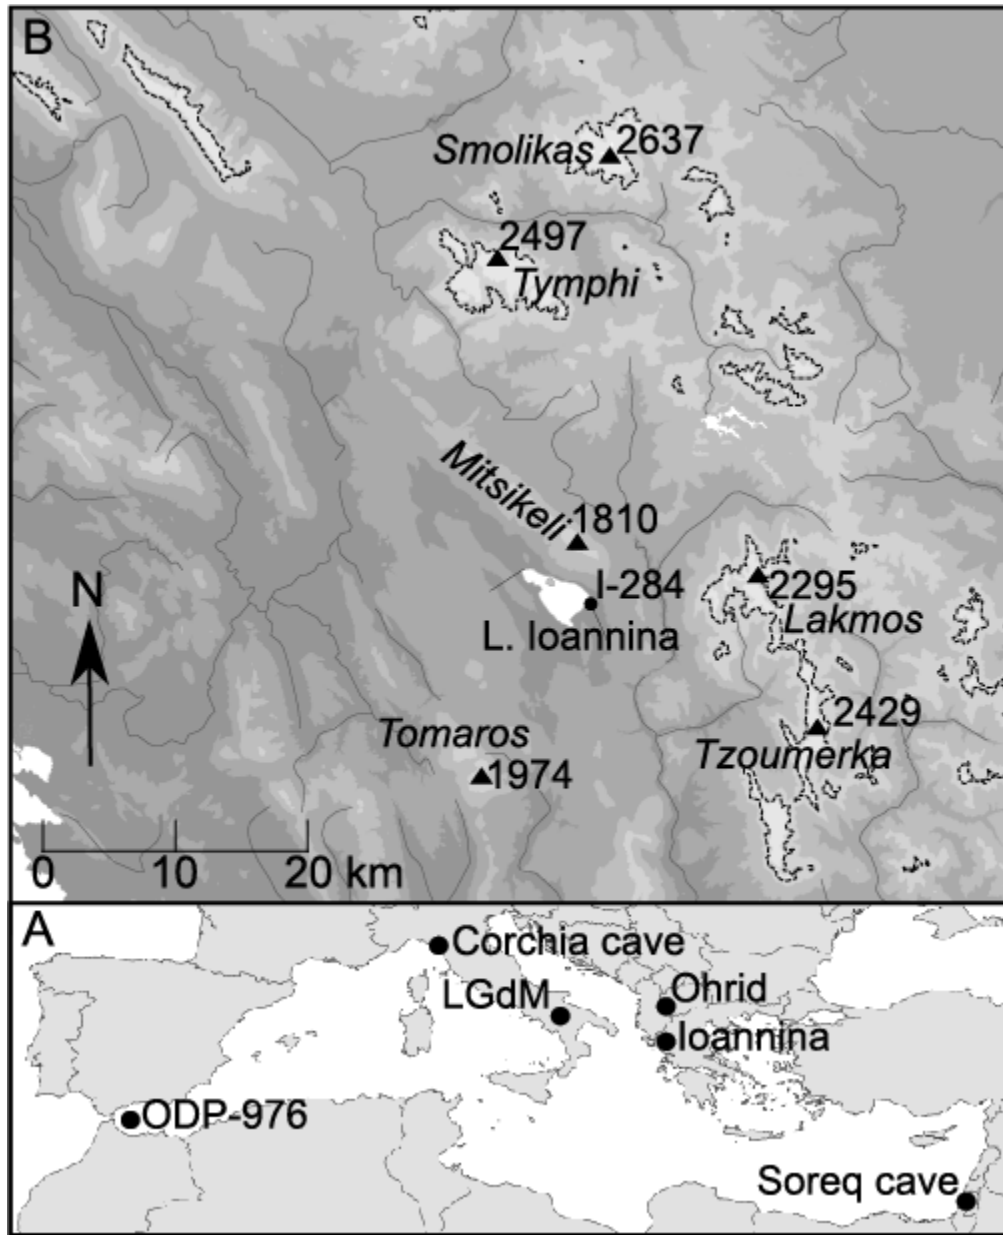 B
Smolikas
2637
2497
Tymphi
Mitsikeli
1810
N
I-284
2295
L. Ioannina
Lakmos
2429
Tomaros
Tzoumerka
1974
0 10 20 km
A
Corchia cave
LGdM
Ohrid
Ioannina
ODP-976
Soreq cave